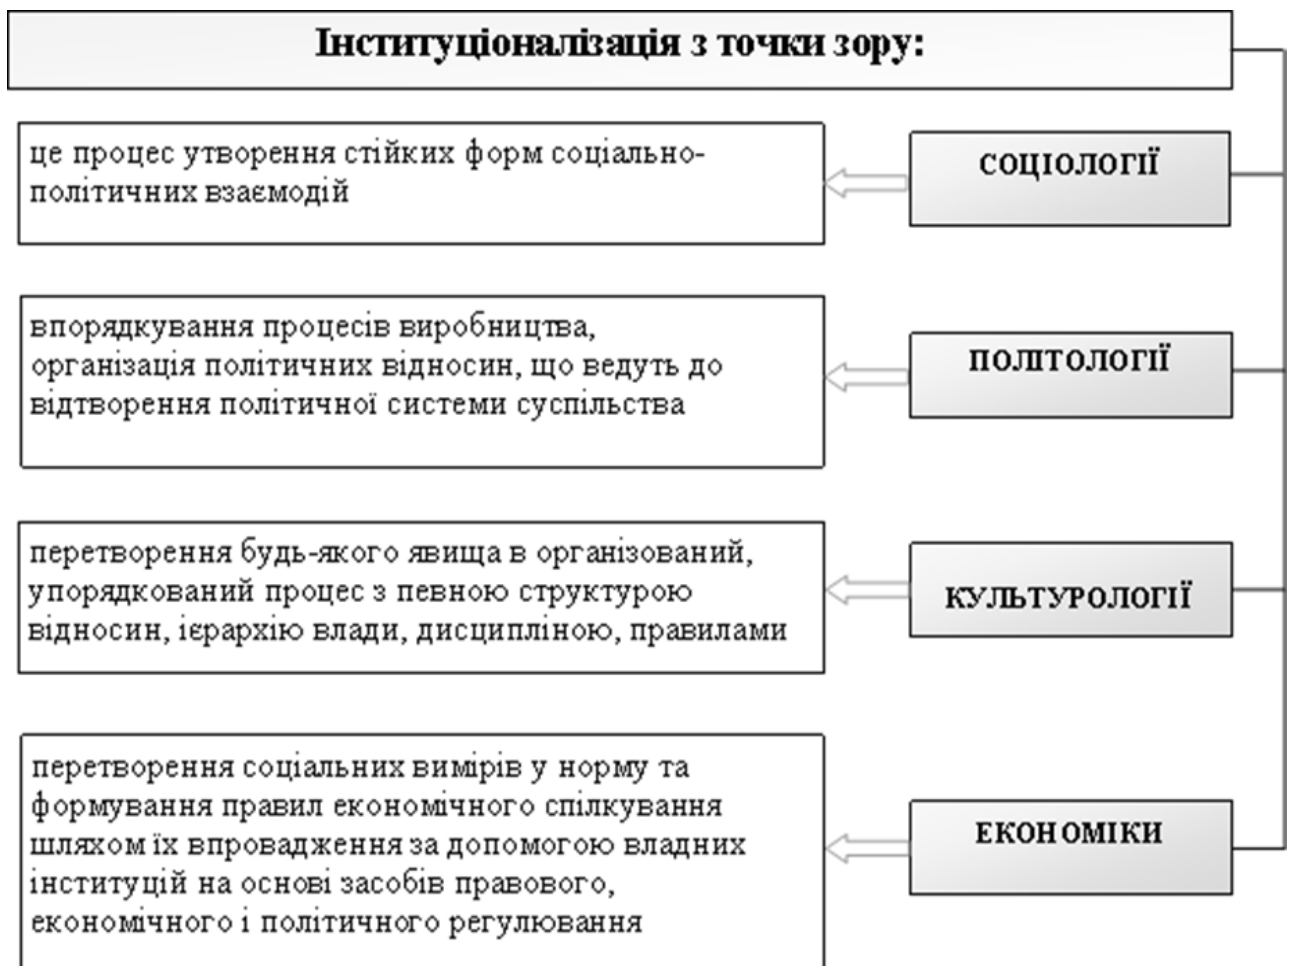 Інституціоналізація з точки зору:
це процес утворення стійких форм соціально-
політичних взаємодій
СОЦІОЛОГІЇ
впорядкування процесів виробництва,
організація політичних відносин, що ведуть до
відтворення політичної системи суспільства
ПОЛІТОЛОГІЇ
перетворення будь-якого явища в організований,
упорядкований процес з певною структурою
відносин, ієрархію влади, дисципліною, правилами
КУЛЬТУРОЛОГІЇ
перетворення соціальних вимірів у норму та
формування правил економічного спілкування
шляхом їх впровадження за допомогою владних
інституцій на основі засобів правового,
економічного і політичного регулювання
ЕКОНОМІКИ